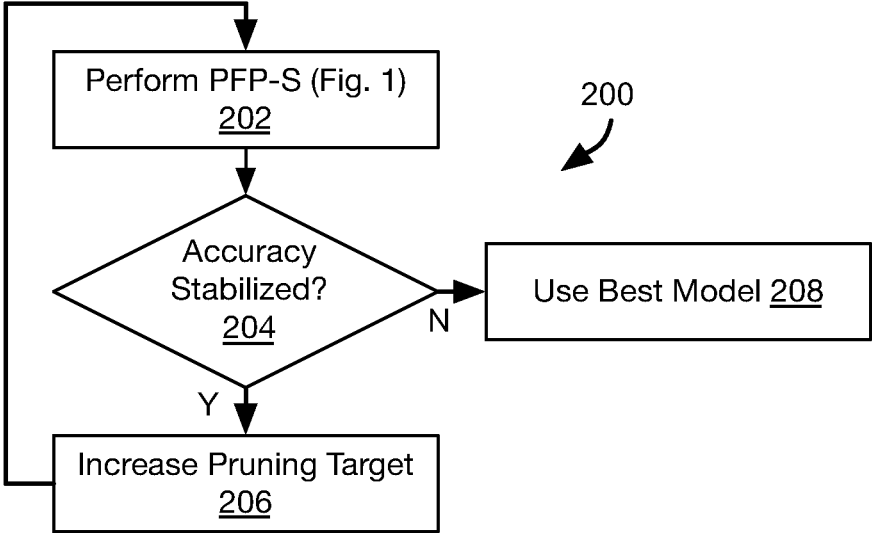 Perform PFP-S (Fig. 1)
202
200
Accuracy
Stabilized?
204
N
Use Best Model 208
Y
Increase Pruning Target
206